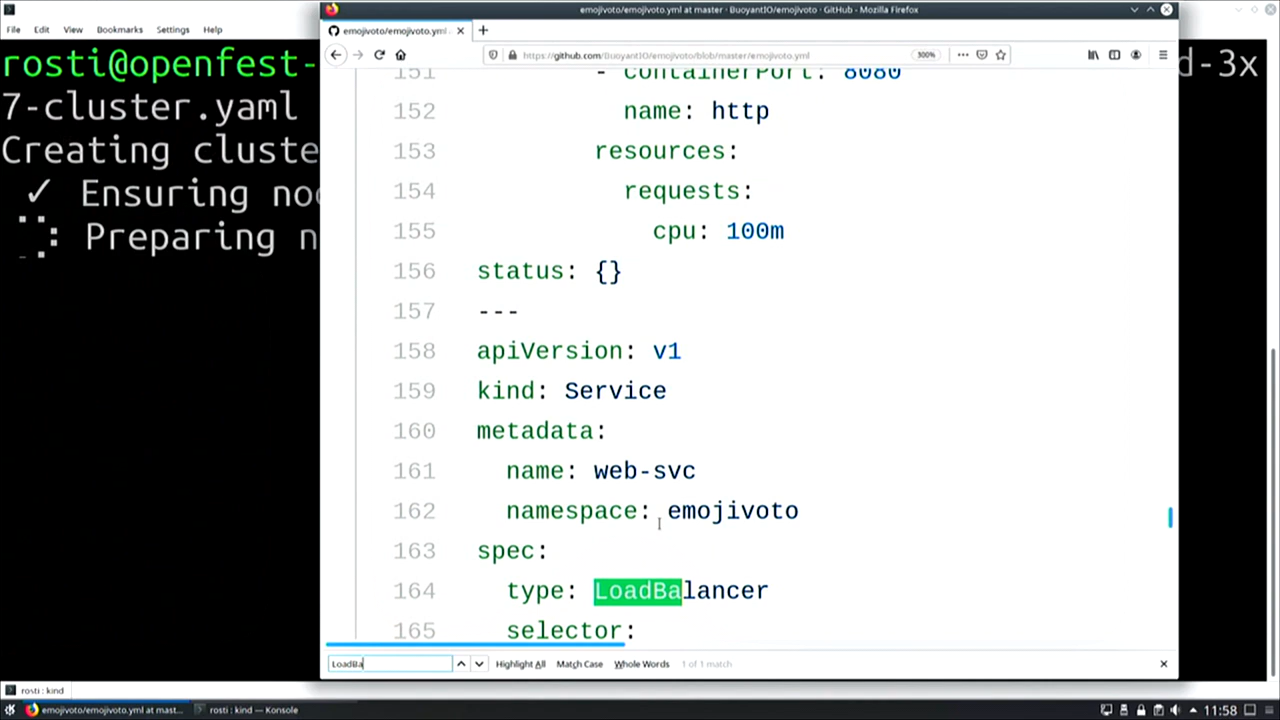 emojivoto/emojivoto.yml at master · BuoyantIO/emojivoto · GitHub - Mozilla Firefox
File Edit View Bookmarks Settings Help
emojivoto/emojivoto.yml
https://github.com/BuoyantIO/emojivoto/blob/master/emojivoto.yml 300%
rosti@openfest- d-3x
7-cluster.yaml
Creating cluste
✓ Ensuring no
Preparing n
151 - containerPort: 8080
152 name: http
153 resources:
154 requests:
155 cpu: 100m
156 status: {}
157 ---
158 apiVersion: v1
159 kind: Service
160 metadata:
161 name: web-svc
162 namespace: emojivoto
163 spec:
164 type: LoadBalancer
165 selector:
LoadBa Highlight All Match Case Whole Words 1 of 1 match
rosti : kind
emojivoto/emojivoto.yml at mast... rosti : kind — Konsole 11:58